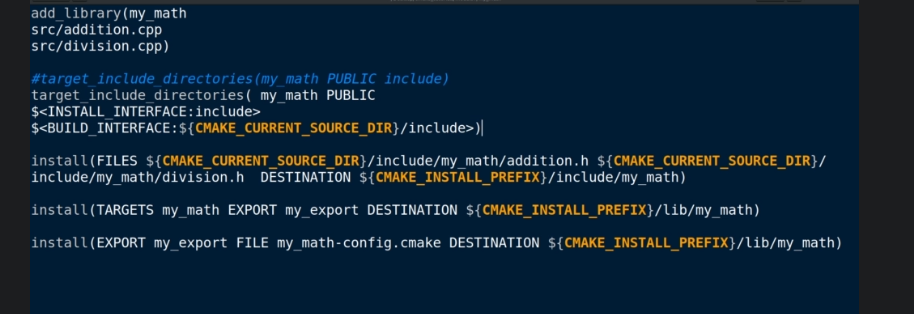 add_library(my_math
src/addition.cpp
src/division.cpp)
#target_include_directories(my_math PUBLIC include)
target_include_directories( my_math PUBLIC
$<INSTALL_INTERFACE:include>
$<BUILD_INTERFACE:${CMAKE_CURRENT_SOURCE_DIR}/include>)
install(FILES ${CMAKE_CURRENT_SOURCE_DIR}/include/my_math/addition.h ${CMAKE_CURRENT_SOURCE_DIR}/
include/my_math/division.h  DESTINATION ${CMAKE_INSTALL_PREFIX}/include/my_math)
install(TARGETS my_math EXPORT my_export DESTINATION ${CMAKE_INSTALL_PREFIX}/lib/my_math)
install(EXPORT my_export FILE my_math-config.cmake DESTINATION ${CMAKE_INSTALL_PREFIX}/lib/my_math)